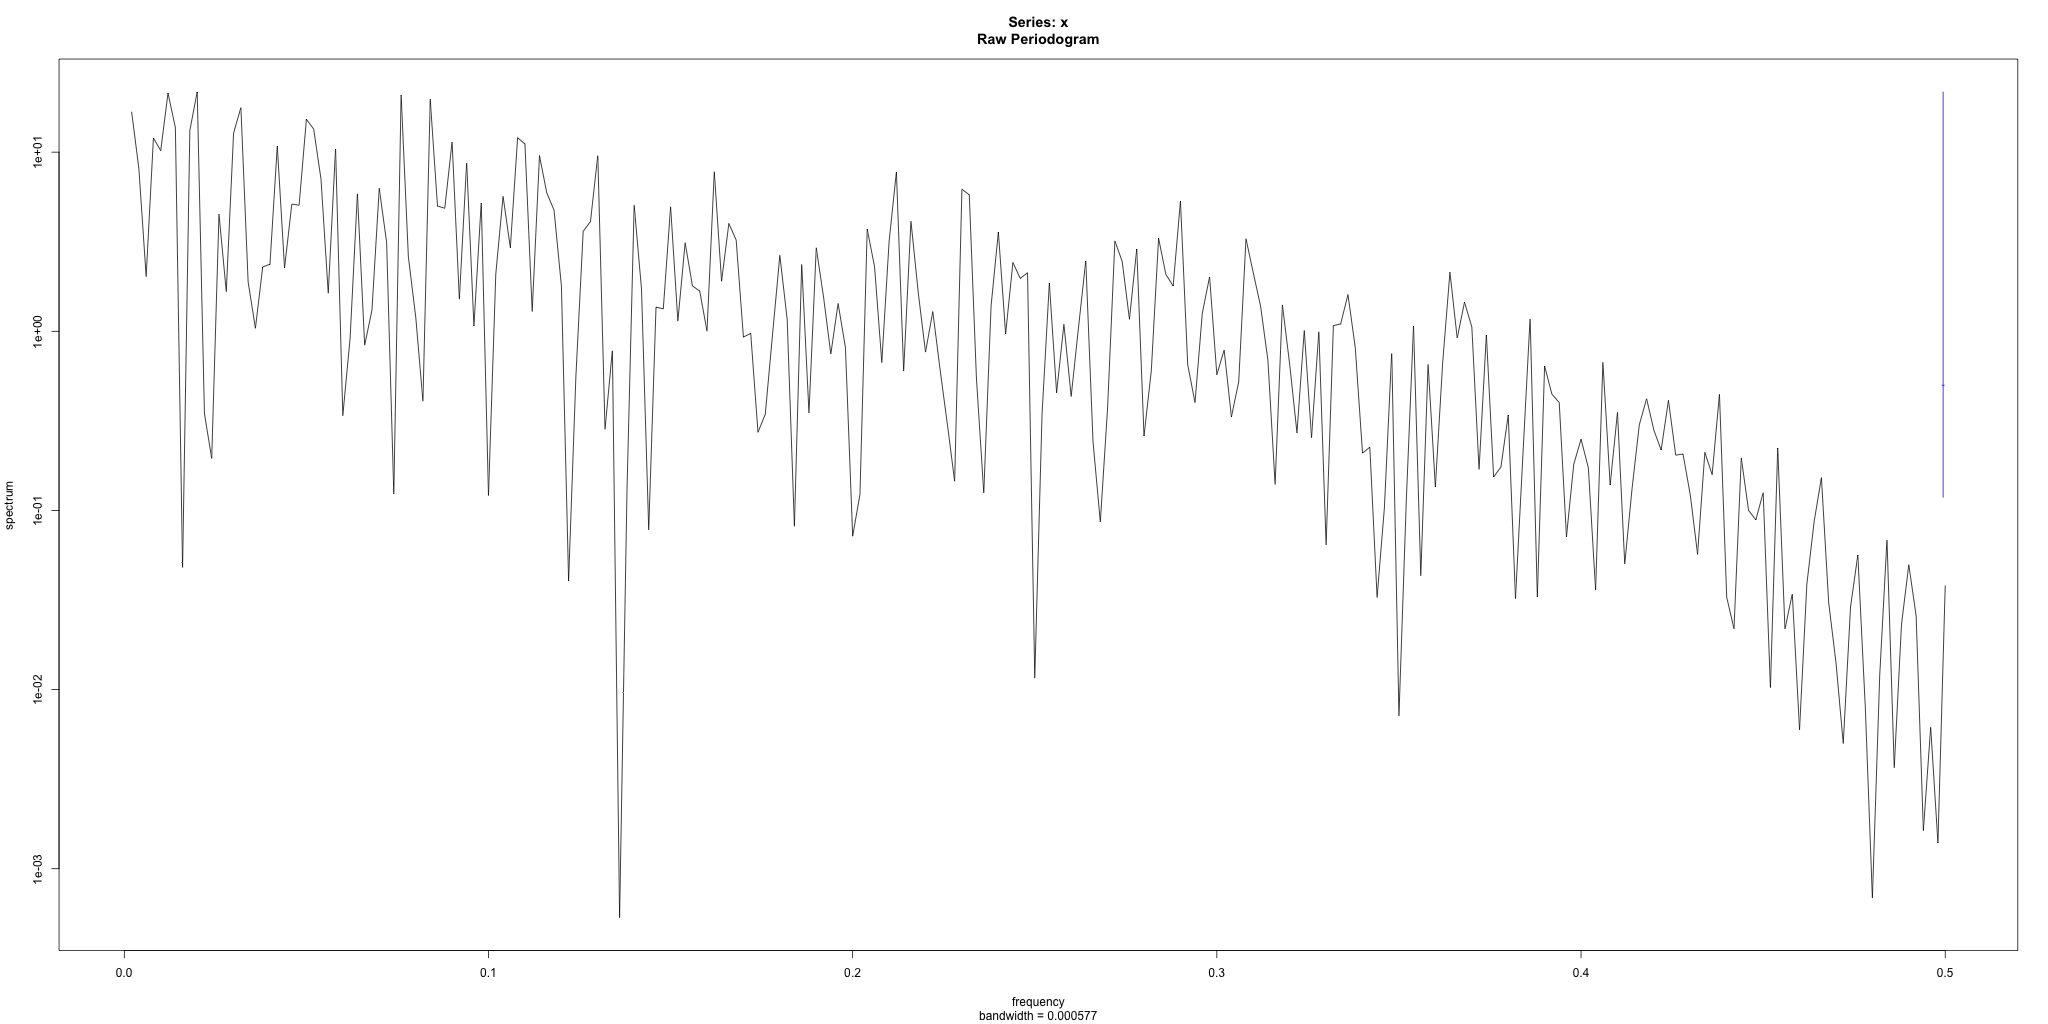 Series: x
Raw Periodogram
spectrum
1e+01
1e+00
1e-01
1e-02
1e-03
0.0 0.1 0.2 0.3 0.4 0.5
frequency
bandwidth = 0.000577